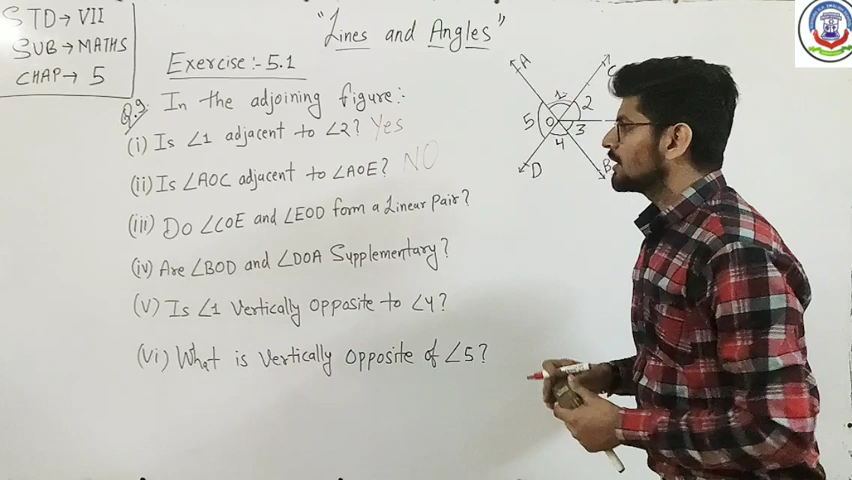 STD → VII
SUB → MATHS
CHAP → 5
"Lines and Angles"
Exercise :- 5.1
Q.9. In the adjoining figure :-
(i) Is ∠1 adjacent to ∠2? Yes
(ii) Is ∠AOC adjacent to ∠AOE? NO
(iii) Do ∠COE and ∠EOD form a Linear pair?
(iv) Are ∠BOD and ∠DOA Supplementary?
(v) Is ∠1 Vertically Opposite to ∠4?
(vi) What is Vertically Opposite of ∠5?
A
C
1
2
5
O
3
4
D
B